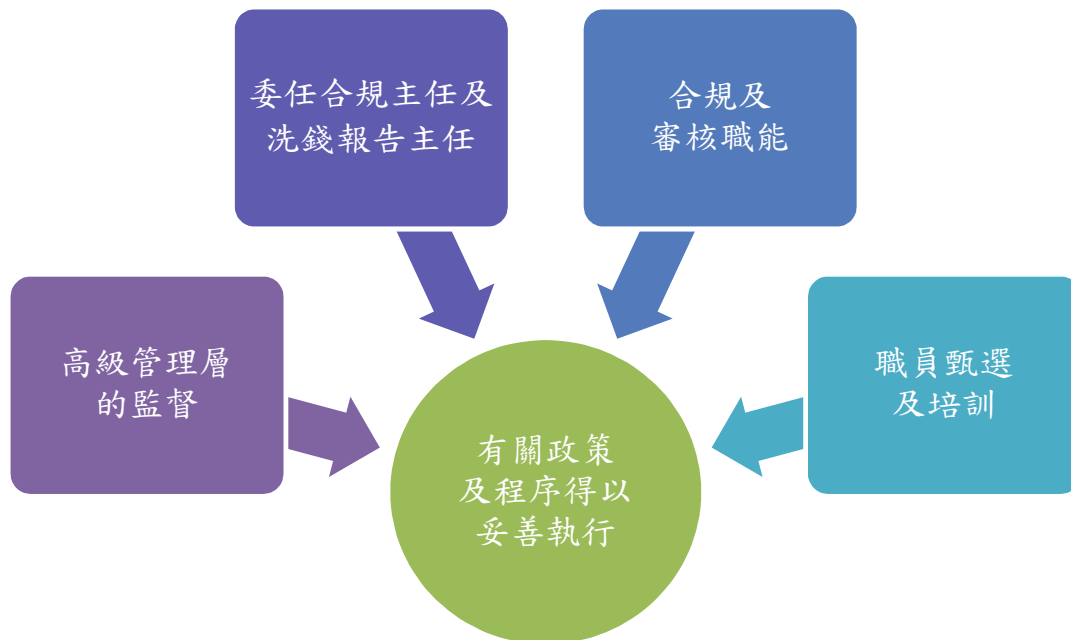 委任合規主任及
洗錢報告主任
合規及
審核職能
高級管理層
的監督
職員甄選
及培訓
有關政策
及程序得以
妥善執行